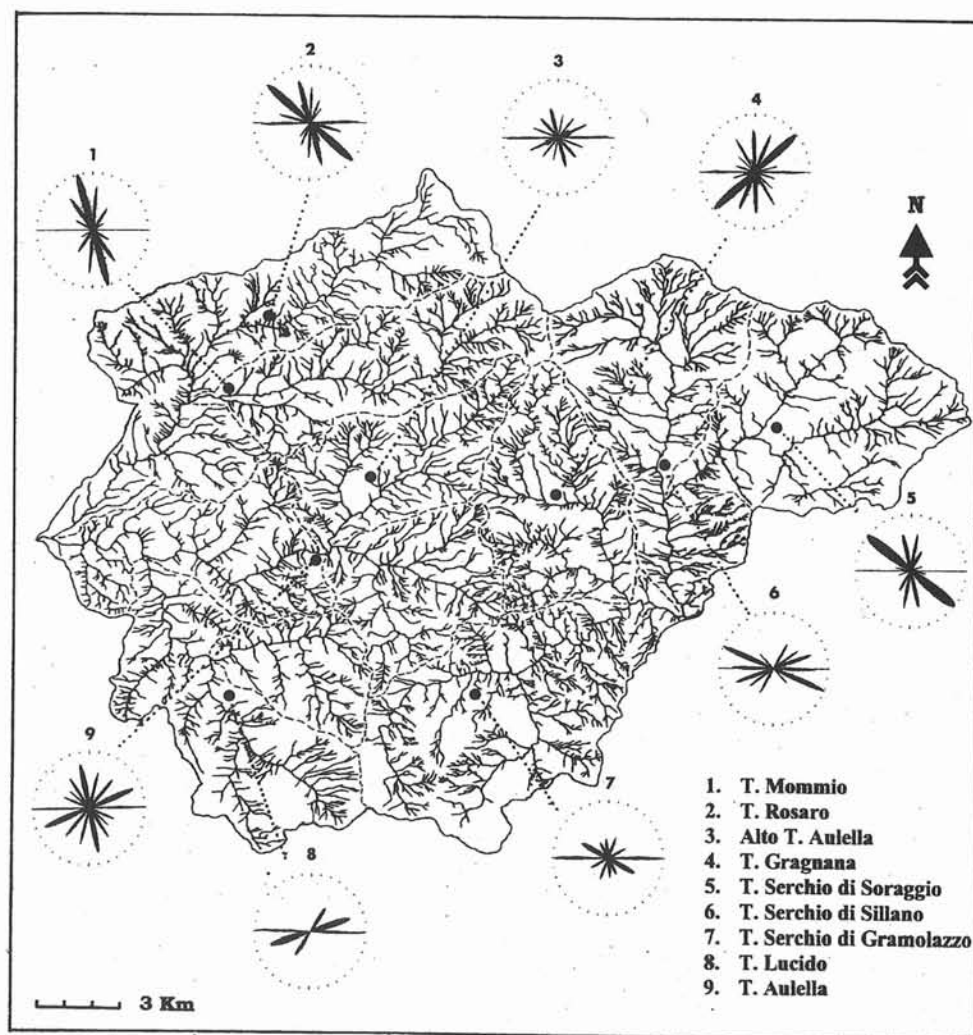 2
3
4
1
N
5
6
9
7
8
1. T. Mommio
2. T. Rosaro
3. Alto T. Aulella
4. T. Gragnana
5. T. Serchio di Soraggio
6. T. Serchio di Sillano
7. T. Serchio di Gramolazzo
8. T. Lucido
9. T. Aulella
3 Km